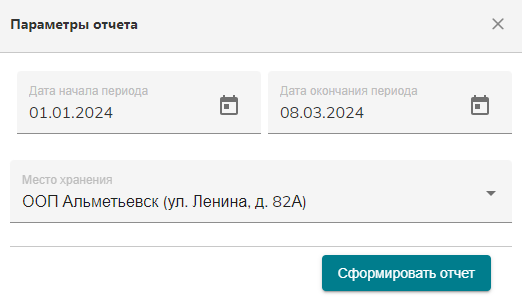 Параметры отчета
Дата начала периода
01.01.2024
Дата окончания периода
08.03.2024
Место хранения
ООП Альметьевск (ул. Ленина, д. 82А)
Сформировать отчет